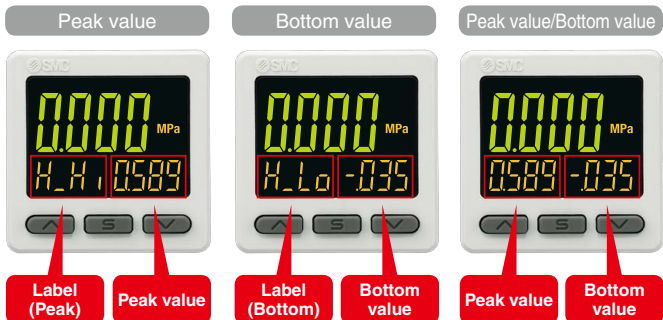 Peak value
Bottom value
Peak value/Bottom value
SMC
SMC
SMC
0.000 MPa
0.000 MPa
0.000 MPa
H_Hi 0.589
H_Lo -.035
0.589 -.035
S
S
S
Label
(Peak)
Peak value
Label
(Bottom)
Bottom
value
Peak value
Bottom
value